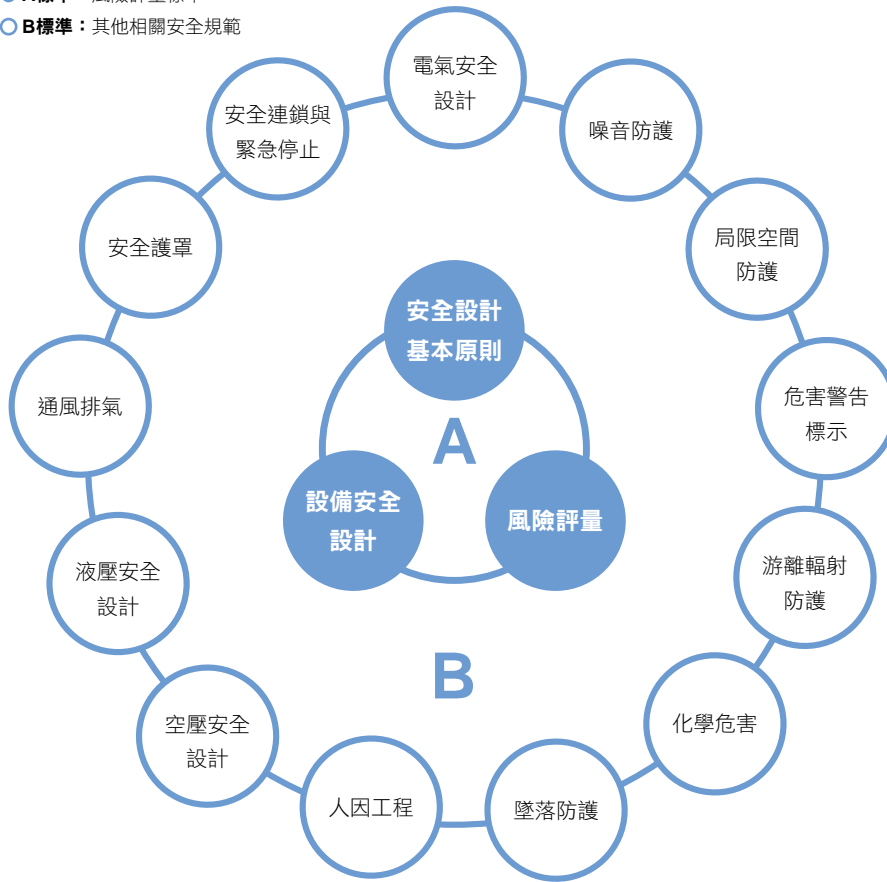 B標準：其他相關安全規範
電氣安全
設計
噪音防護
局限空間
防護
危害警告
標示
游離輻射
防護
化學危害
墜落防護
人因工程
空壓安全
設計
液壓安全
設計
通風排氣
安全護罩
安全連鎖與
緊急停止
安全設計
基本原則
A
設備安全
設計
風險評量
B